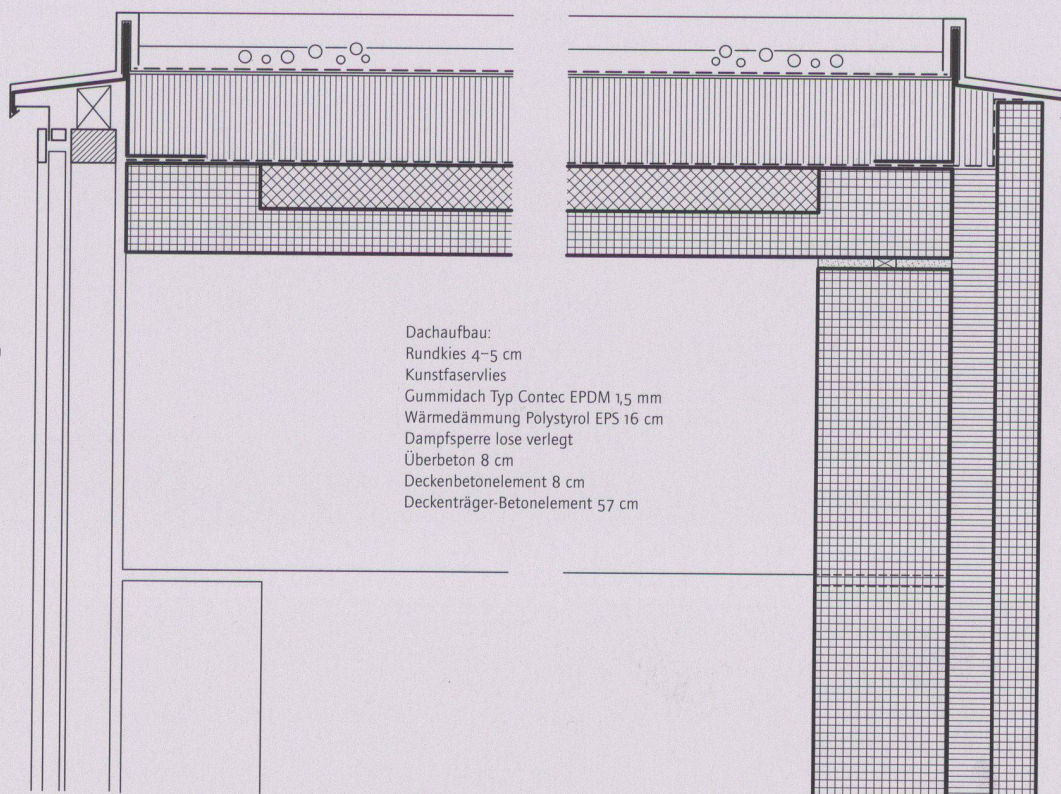 Dachaufbau:
Rundkies 4–5 cm
Kunstfaservlies
Gummidach Typ Contec EPDM 1,5 mm
Wärmedämmung Polystyrol EPS 16 cm
Dampfsperre lose verlegt
Überbeton 8 cm
Deckenbetonelement 8 cm
Deckenträger-Betonelement 57 cm